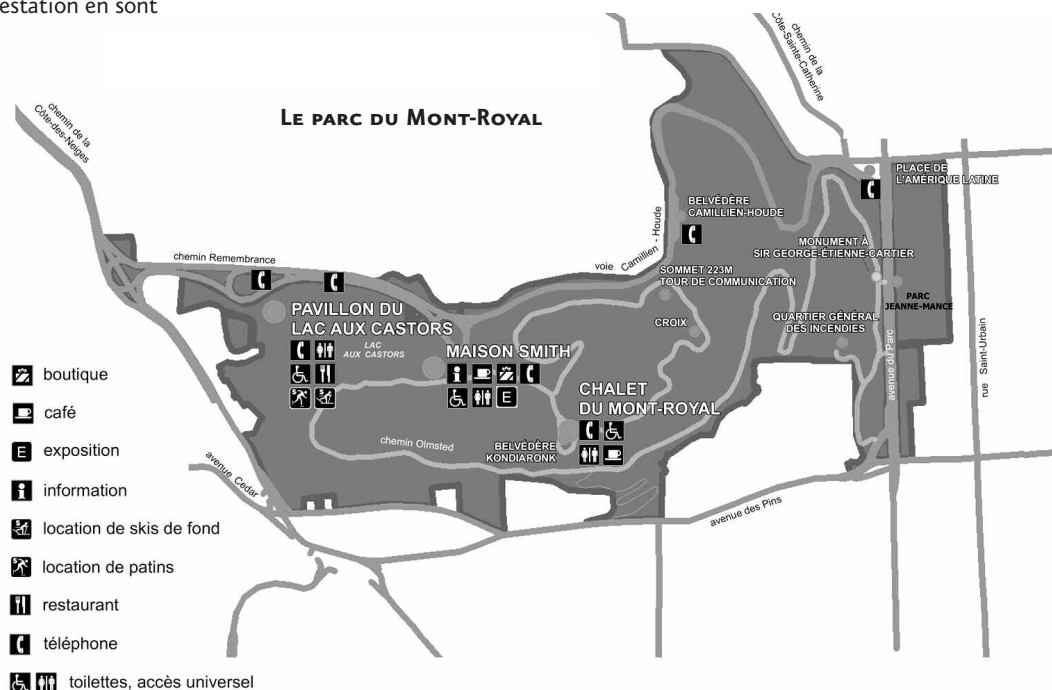 estation en sont
LE PARC DU MONT-ROYAL
chemin de la
Côte-des-Neiges
chemin de la
Côte-Sainte-Catherine
PLACE DE
L'AMÉRIQUE LATINE
BELVÉDÈRE
CAMILLIEN-HOUDE
MONUMENT À
SIR GEORGE-ÉTIENNE-CARTIER
chemin Remembrance
voie Camillien - Houde
SOMMET 223M
TOUR DE COMMUNICATION
PARC
JEANNE-MANCE
PAVILLON DU
LAC AUX CASTORS
LAC
AUX CASTORS
CROIX
QUARTIER GÉNÉRAL
DES INCENDIES
MAISON SMITH
E
CHALET
DU MONT-ROYAL
avenue du Parc
rue Saint-Urbain
chemin Olmsted
BELVÉDÈRE
KONDIARONK
avenue Cedar
avenue des Pins
boutique
café
E exposition
information
location de skis de fond
location de patins
restaurant
téléphone
toilettes, accès universel